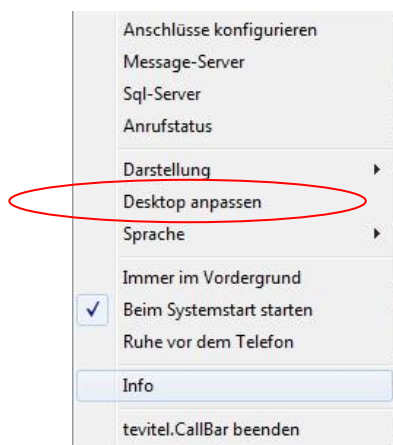 Anschlüsse konfigurieren
Message-Server
Sql-Server
Anrufstatus
Darstellung
Desktop anpassen
Sprache
Immer im Vordergrund
Beim Systemstart starten
Ruhe vor dem Telefon
Info
tevitel.CallBar beenden